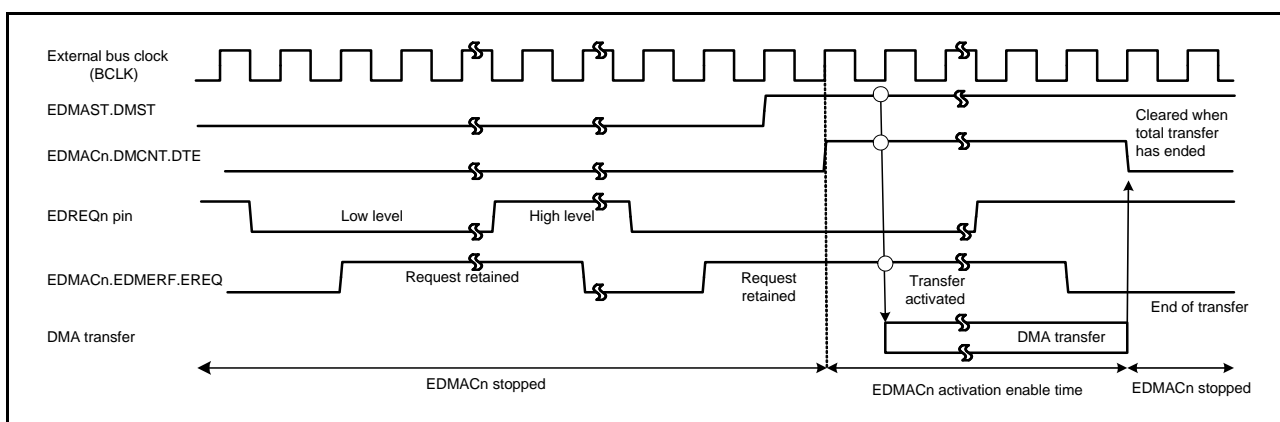 External bus clock
(BCLK)
EDMAST.DMST
Cleared when
total transfer
has ended
EDMACn.DMCNT.DTE
EDREQn pin
Low level
High level
EDMACn.EDMERF.EREQ
Request retained
Request
retained
Transfer
activated
End of transfer
DMA transfer
DMA transfer
EDMACn stopped
EDMACn activation enable time
EDMACn stopped